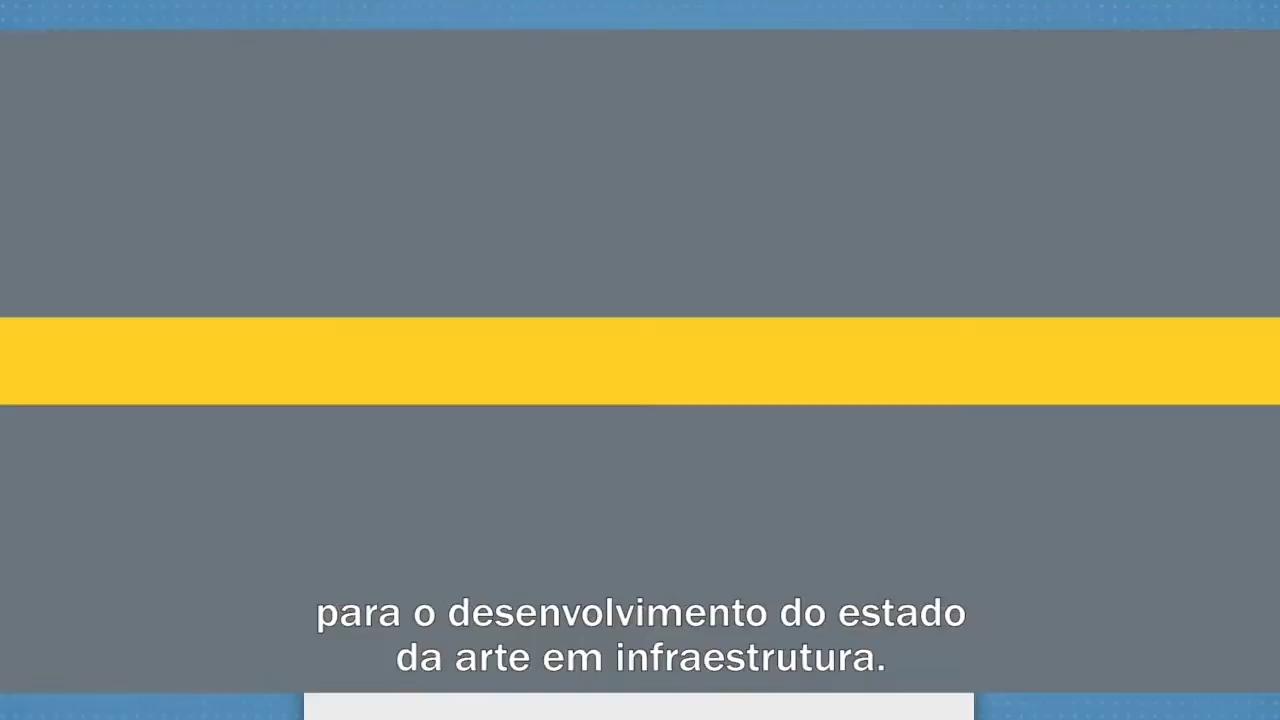 para o desenvolvimento do estado
da arte em infraestrutura.